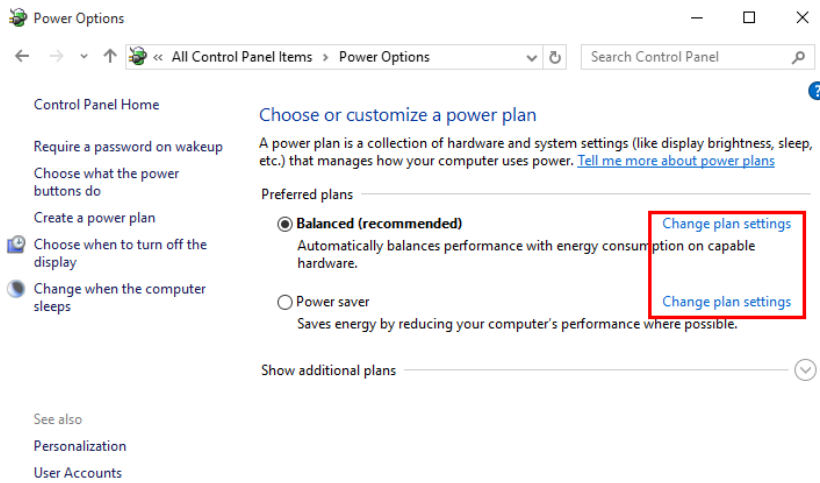 Power Options
« All Control Panel Items › Power Options
Search Control Panel
?
Control Panel Home
Require a password on wakeup
Choose what the power
buttons do
Create a power plan
Choose when to turn off the
display
Change when the computer
sleeps
See also
Personalization
User Accounts
Choose or customize a power plan
A power plan is a collection of hardware and system settings (like display brightness, sleep,
etc.) that manages how your computer uses power. Tell me more about power plans
Preferred plans
Balanced (recommended) Change plan settings
Automatically balances performance with energy consumption on capable
hardware.
Power saver Change plan settings
Saves energy by reducing your computer's performance where possible.
Show additional plans